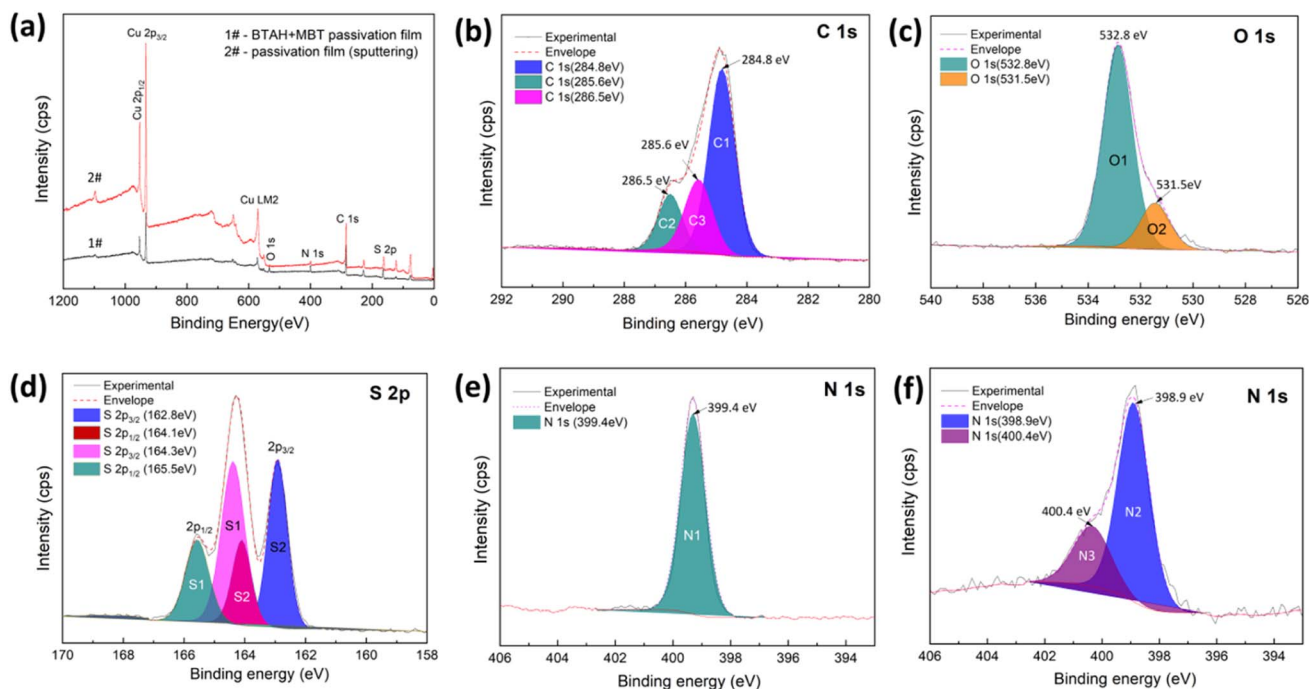 (a)
Cu 2p3/2
Cu 2p1/2
1# - BTAH+MBT passivation film
2# - passivation film (sputtering)
2#
1#
Cu LM2
O 1s
N 1s
C 1s
S 2p
Intensity (cps)
1200 1000 800 600 400 200 0
Binding Energy(eV)
(b)
Experimental
Envelope
C 1s(284.8eV)
C 1s(285.6eV)
C 1s(286.5eV)
C 1s
284.8 eV
285.6 eV
286.5 eV
C1
C2
C3
Intensity (cps)
292 290 288 286 284 282 280
Binding energy (eV)
(c)
Experimental
Envelope
O 1s(532.8eV)
O 1s(531.5eV)
O 1s
532.8 eV
531.5eV
O1
O2
Intensity (cps)
540 538 536 534 532 530 528 526
Binding energy (eV)
(d)
Experimental
Envelope
S 2p3/2 (162.8eV)
S 2p1/2 (164.1eV)
S 2p3/2 (164.3eV)
S 2p1/2 (165.5eV)
S 2p
2p3/2
2p1/2
S1
S2
S1
S2
Intensity (cps)
170 168 166 164 162 160 158
Binding energy (eV)
(e)
Experimental
Envelope
N 1s (399.4eV)
N 1s
399.4 eV
N1
Intensity (cps)
406 404 402 400 398 396 394
Binding energy (eV)
(f)
Experimental
Envelope
N 1s(398.9eV)
N 1s(400.4eV)
N 1s
398.9 eV
400.4 eV
N2
N3
Intensity (cps)
406 404 402 400 398 396 394
Binding energy (eV)